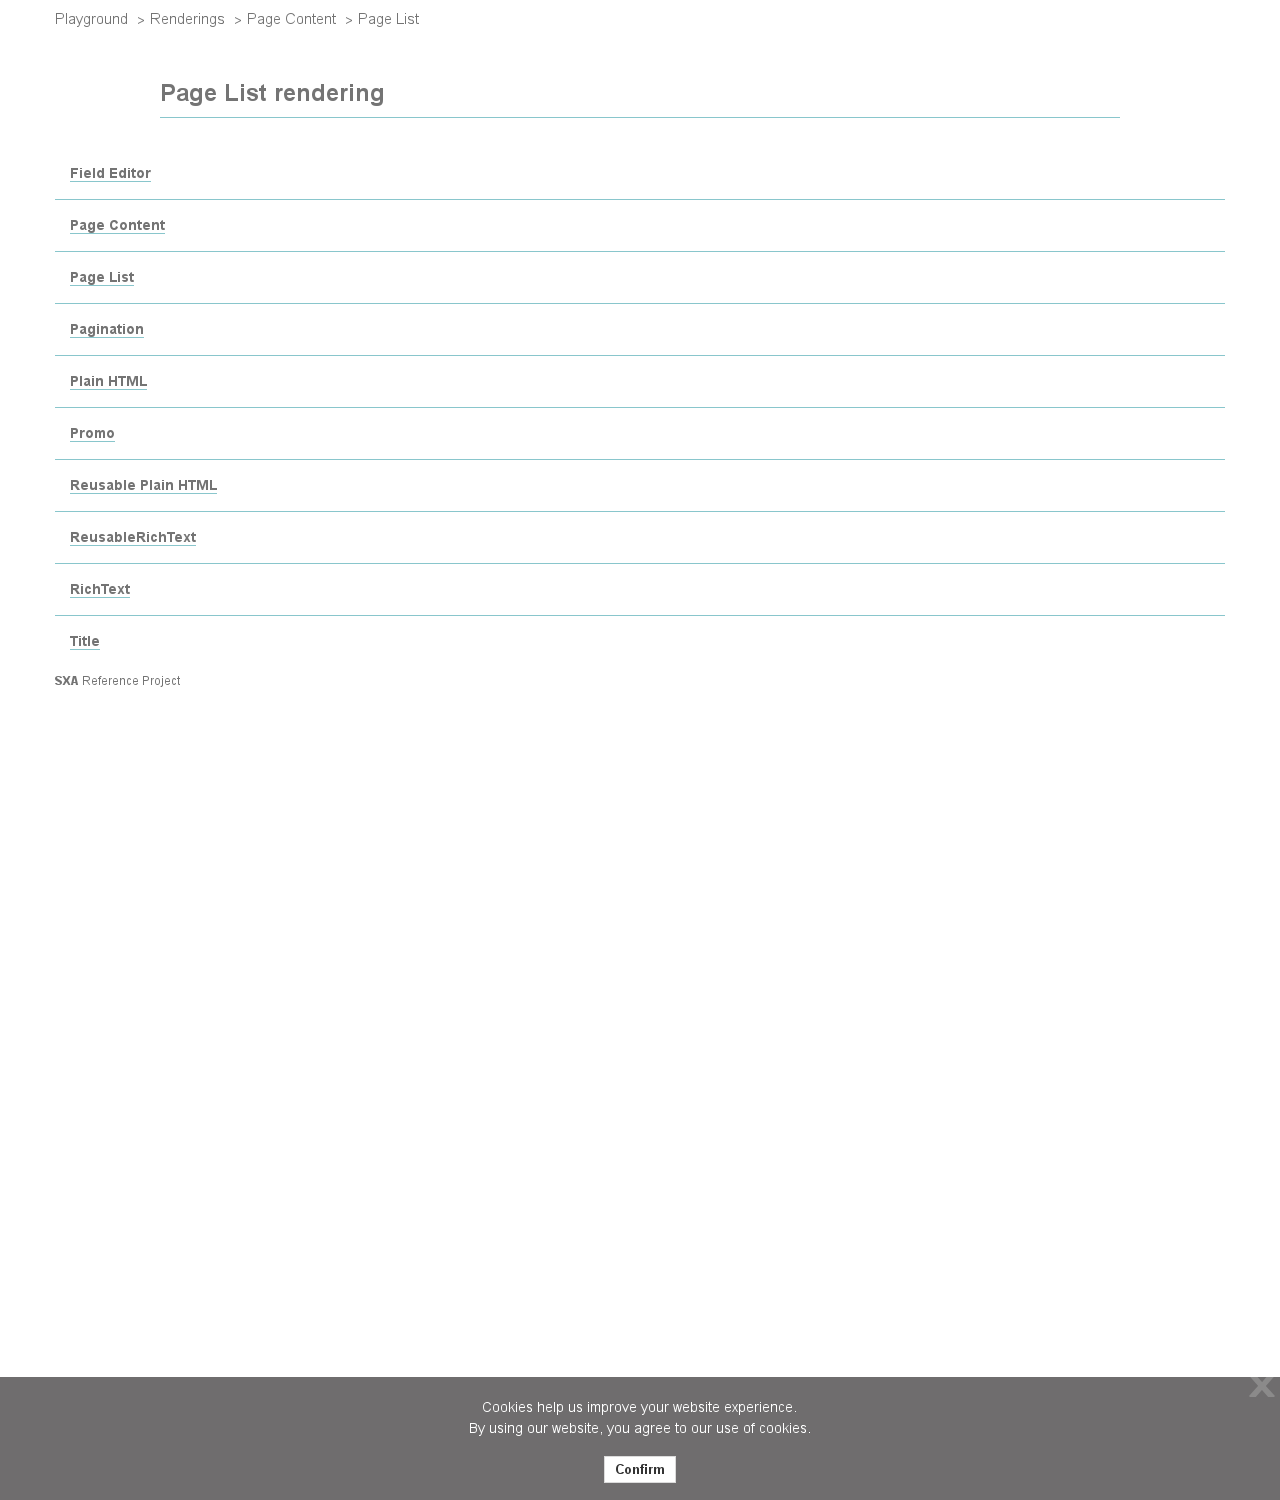 Playground > Renderings > Page Content > Page List
Page List rendering
Field Editor
Page Content
Page List
Pagination
Plain HTML
Promo
Reusable Plain HTML
ReusableRichText
RichText
Title
SXA Reference Project
Cookies help us improve your website experience.
By using our website, you agree to our use of cookies.
Confirm